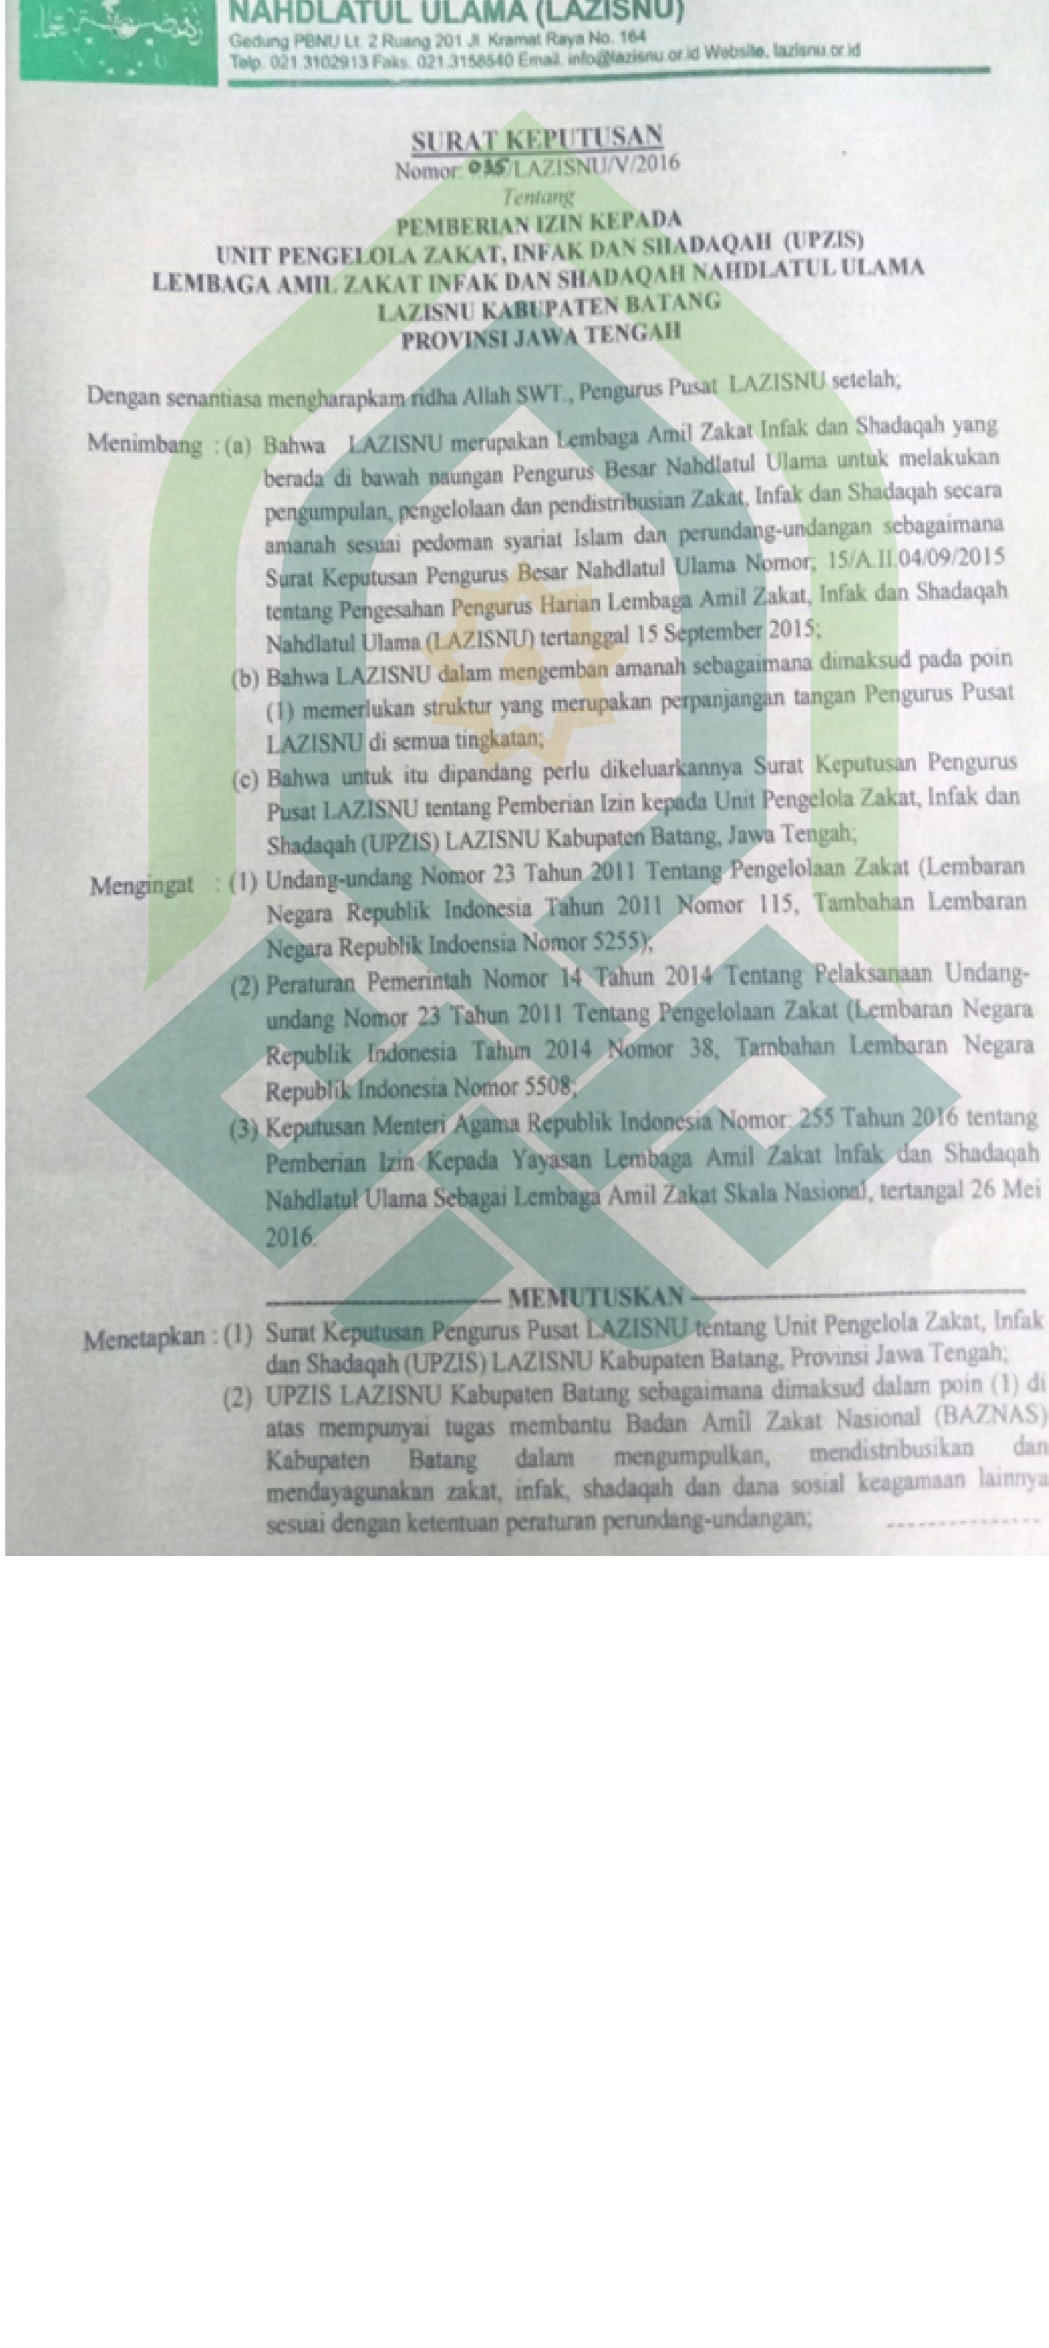 NAHDLATUL ULAMA (LAZISNU)
Gedung PBNU Lt. 2 Ruang 201 Jl. Kramat Raya No. 164
Telp. 021.3102913 Faks. 021.3158540 Email. info@lazisnu.or.id Website. lazisnu.or.id
SURAT KEPUTUSAN
Nomor: 035/LAZISNU/V/2016
Tentang
PEMBERIAN IZIN KEPADA
UNIT PENGELOLA ZAKAT, INFAK DAN SHADAQAH (UPZIS)
LEMBAGA AMIL ZAKAT INFAK DAN SHADAQAH NAHDLATUL ULAMA
LAZISNU KABUPATEN BATANG
PROVINSI JAWA TENGAH
Dengan senantiasa mengharapkam ridha Allah SWT., Pengurus Pusat LAZISNU setelah;
Menimbang : (a) Bahwa LAZISNU merupakan Lembaga Amil Zakat Infak dan Shadaqah yang
berada di bawah naungan Pengurus Besar Nahdlatul Ulama untuk melakukan
pengumpulan, pengelolaan dan pendistribusian Zakat, Infak dan Shadaqah secara
amanah sesuai pedoman syariat Islam dan perundang-undangan sebagaimana
Surat Keputusan Pengurus Besar Nahdlatul Ulama Nomor; 15/A.II.04/09/2015
tentang Pengesahan Pengurus Harian Lembaga Amil Zakat, Infak dan Shadaqah
Nahdlatul Ulama (LAZISNU) tertanggal 15 September 2015;
(b) Bahwa LAZISNU dalam mengemban amanah sebagaimana dimaksud pada poin
(1) memerlukan struktur yang merupakan perpanjangan tangan Pengurus Pusat
LAZISNU di semua tingkatan;
(c) Bahwa untuk itu dipandang perlu dikeluarkannya Surat Keputusan Pengurus
Pusat LAZISNU tentang Pemberian Izin kepada Unit Pengelola Zakat, Infak dan
Shadaqah (UPZIS) LAZISNU Kabupaten Batang, Jawa Tengah;
Mengingat : (1) Undang-undang Nomor 23 Tahun 2011 Tentang Pengelolaan Zakat (Lembaran
Negara Republik Indonesia Tahun 2011 Nomor 115, Tambahan Lembaran
Negara Republik Indoensia Nomor 5255);
(2) Peraturan Pemerintah Nomor 14 Tahun 2014 Tentang Pelaksanaan Undang-
undang Nomor 23 Tahun 2011 Tentang Pengelolaan Zakat (Lembaran Negara
Republik Indonesia Tahun 2014 Nomor 38, Tambahan Lembaran Negara
Republik Indonesia Nomor 5508;
(3) Keputusan Menteri Agama Republik Indonesia Nomor: 255 Tahun 2016 tentang
Pemberian Izin Kepada Yayasan Lembaga Amil Zakat Infak dan Shadaqah
Nahdlatul Ulama Sebagai Lembaga Amil Zakat Skala Nasional, tertangal 26 Mei
2016.
MEMUTUSKAN
Menetapkan : (1) Surat Keputusan Pengurus Pusat LAZISNU tentang Unit Pengelola Zakat, Infak
dan Shadaqah (UPZIS) LAZISNU Kabupaten Batang, Provinsi Jawa Tengah;
(2) UPZIS LAZISNU Kabupaten Batang sebagaimana dimaksud dalam poin (1) di
atas mempunyai tugas membantu Badan Amil Zakat Nasional (BAZNAS)
Kabupaten Batang dalam mengumpulkan, mendistribusikan dan
mendayagunakan zakat, infak, shadaqah dan dana sosial keagamaan lainnya
sesuai dengan ketentuan peraturan perundang-undangan;